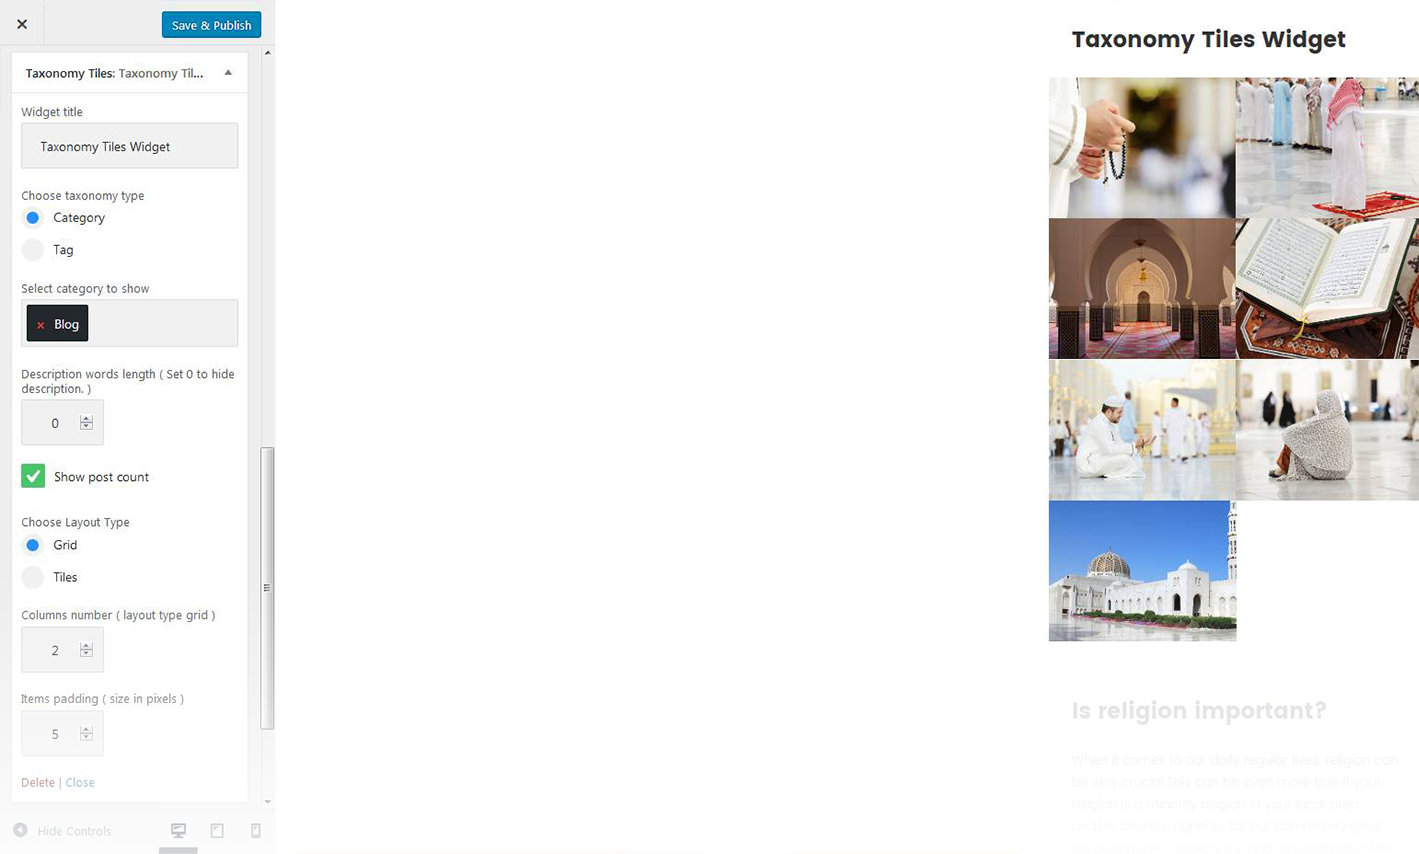 Save & Publish
Taxonomy Tiles: Taxonomy Til...
Widget title
Taxonomy Tiles Widget
Choose taxonomy type
Category
Tag
Select category to show
× Blog
Description words length ( Set 0 to hide
description. )
0
Show post count
Choose Layout Type
Grid
Tiles
Columns number ( layout type grid )
2
Items padding ( size in pixels )
5
Delete | Close
Hide Controls
Taxonomy Tiles Widget
Is religion important?
When it comes to our daily regular lives, religion can
be very crucial. This can be even more true if your
religion is a minority religion in your local area
and/or country, right? As for our community goes,